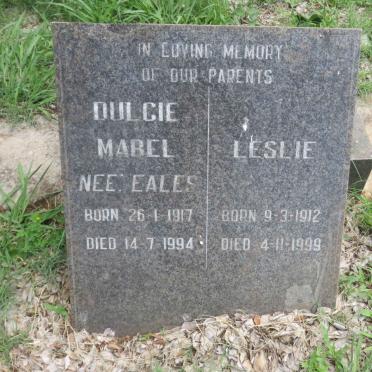 IN LOVING MEMORY
OF OUR PARENTS
DULCIE
MABEL
NEE: EALES
BORN 26-1-1917
DIED 14-7-1994
LESLIE
BORN 9-3-1912
DIED 4-11-1999